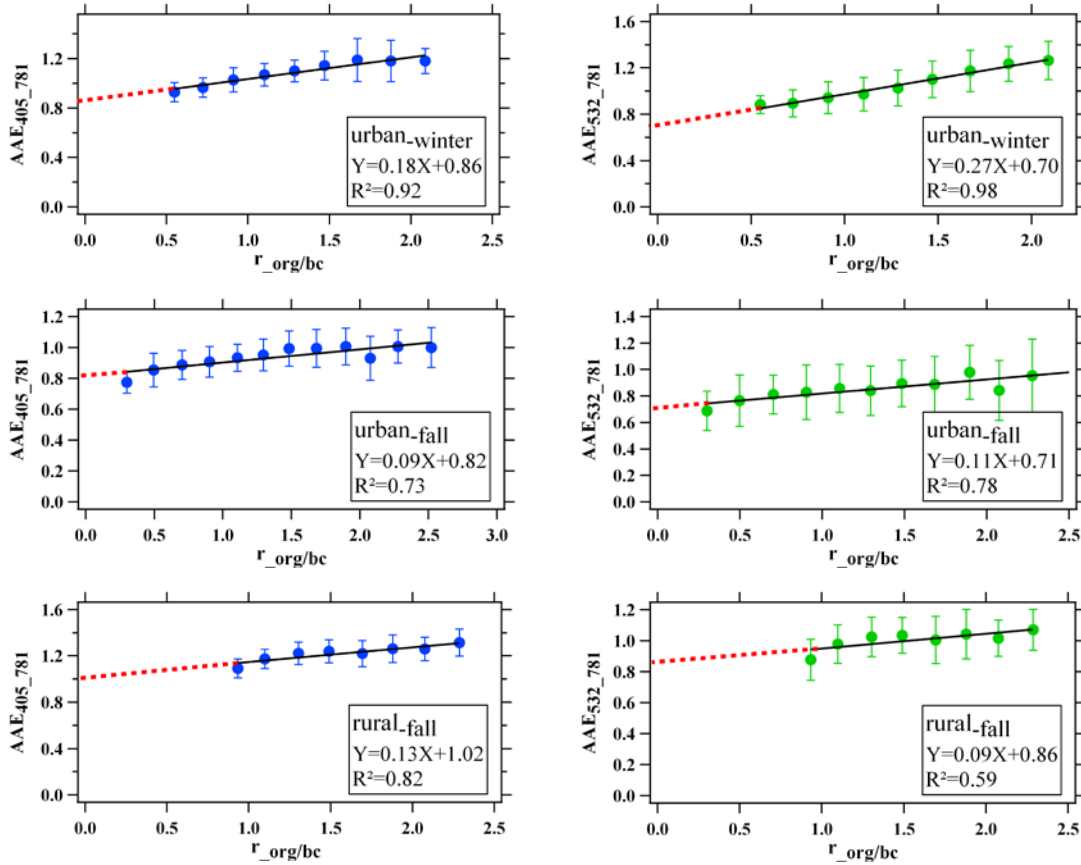 AAE405_781
1.2
0.8
0.4
0.0
urban-winter
Y=0.18X+0.86
R²=0.92
0.0 0.5 1.0 1.5 2.0 2.5
r_org/bc
AAE532_781
1.6
1.2
0.8
0.4
0.0
urban-winter
Y=0.27X+0.70
R²=0.98
0.0 0.5 1.0 1.5 2.0
r_org/bc
AAE405_781
1.2
1.0
0.8
0.6
0.4
0.2
0.0
urban-fall
Y=0.09X+0.82
R²=0.73
0.0 0.5 1.0 1.5 2.0 2.5 3.0
r_org/bc
AAE532_781
1.4
1.2
1.0
0.8
0.6
0.4
0.2
0.0
urban-fall
Y=0.11X+0.71
R²=0.78
0.0 0.5 1.0 1.5 2.0 2.5
r_org/bc
AAE405_781
1.6
1.2
0.8
0.4
0.0
rural-fall
Y=0.13X+1.02
R²=0.82
0.0 0.5 1.0 1.5 2.0 2.5
r_org/bc
AAE532_781
1.2
1.0
0.8
0.6
0.4
0.2
0.0
rural-fall
Y=0.09X+0.86
R²=0.59
0.0 0.5 1.0 1.5 2.0 2.5
r_org/bc